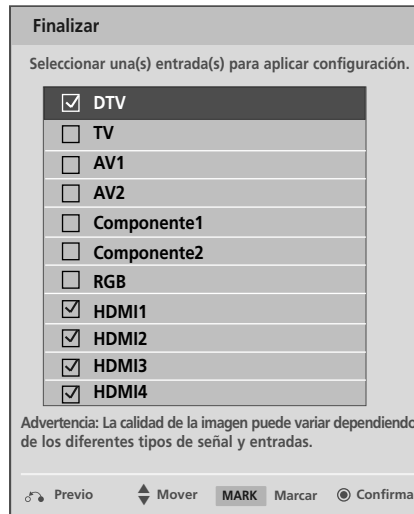 Finalizar
Seleccionar una(s) entrada(s) para aplicar configuración.
DTV
TV
AV1
AV2
Componente1
Componente2
RGB
HDMI1
HDMI2
HDMI3
HDMI4
Advertencia: La calidad de la imagen puede variar dependiendo
de los diferentes tipos de señal y entradas.
Previo Mover MARK Marcar Confirma